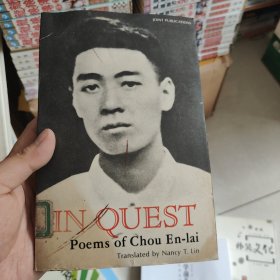 JOINT PUBLICATIONS
IN QUEST
Poems of Chou En-lai
Translated by Nancy T. Lin